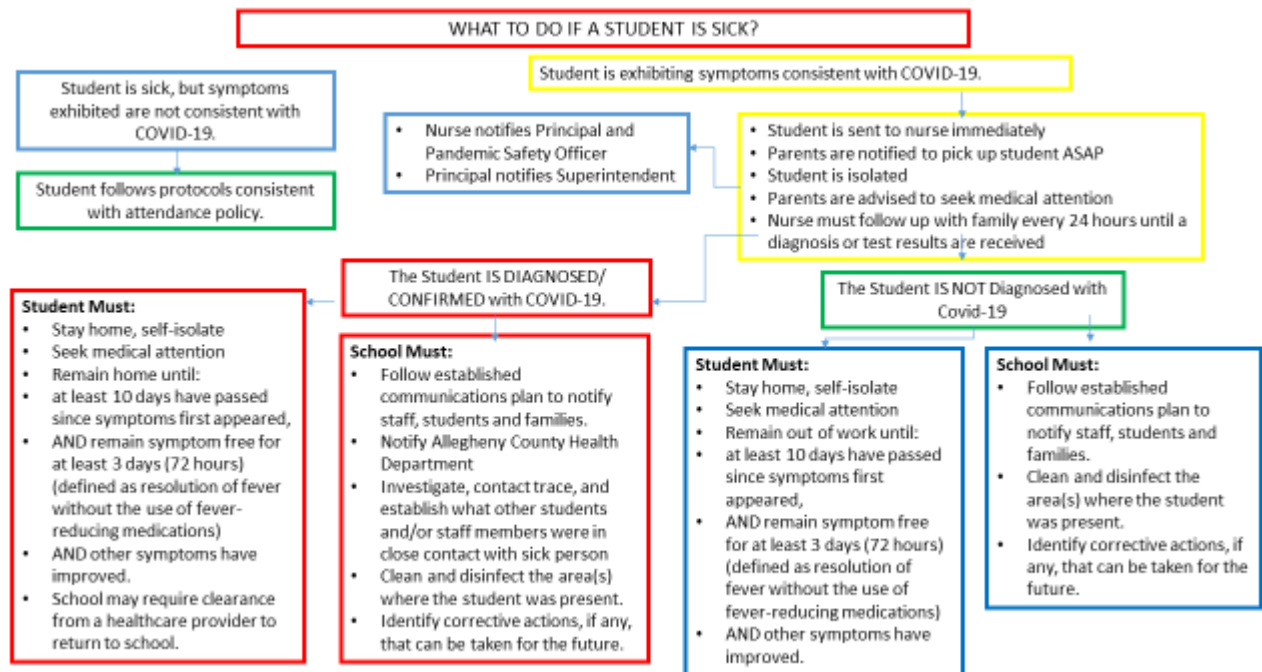 WHAT TO DO IF A STUDENT IS SICK?
Student is sick, but symptoms
exhibited are not consistent with
COVID-19.
Student follows protocols consistent
with attendance policy.
Student is exhibiting symptoms consistent with COVID-19.
• Nurse notifies Principal and
Pandemic Safety Officer
• Principal notifies Superintendent
• Student is sent to nurse immediately
• Parents are notified to pick up student ASAP
• Student is isolated
• Parents are advised to seek medical attention
• Nurse must follow up with family every 24 hours until a
diagnosis or test results are received
The Student IS DIAGNOSED/
CONFIRMED with COVID-19.
The Student IS NOT Diagnosed with
Covid-19
Student Must:
• Stay home, self-isolate
• Seek medical attention
• Remain home until:
• at least 10 days have passed
since symptoms first appeared,
• AND remain symptom free for
at least 3 days (72 hours)
(defined as resolution of fever
without the use of fever-
reducing medications)
• AND other symptoms have
improved.
• School may require clearance
from a healthcare provider to
return to school.
School Must:
• Follow established
communications plan to notify
staff, students and families.
• Notify Allegheny County Health
Department
• Investigate, contact trace, and
establish what other students
and/or staff members were in
close contact with sick person
• Clean and disinfect the area(s)
where the student was present.
• Identify corrective actions, if any,
that can be taken for the future.
Student Must:
• Stay home, self-isolate
• Seek medical attention
• Remain out of work until:
• at least 10 days have passed
since symptoms first
appeared,
• AND remain symptom free
for at least 3 days (72 hours)
(defined as resolution of
fever without the use of
fever-reducing medications)
• AND other symptoms have
improved.
School Must:
• Follow established
communications plan to
notify staff, students and
families.
• Clean and disinfect the
area(s) where the student
was present.
• Identify corrective actions, if
any, that can be taken for the
future.